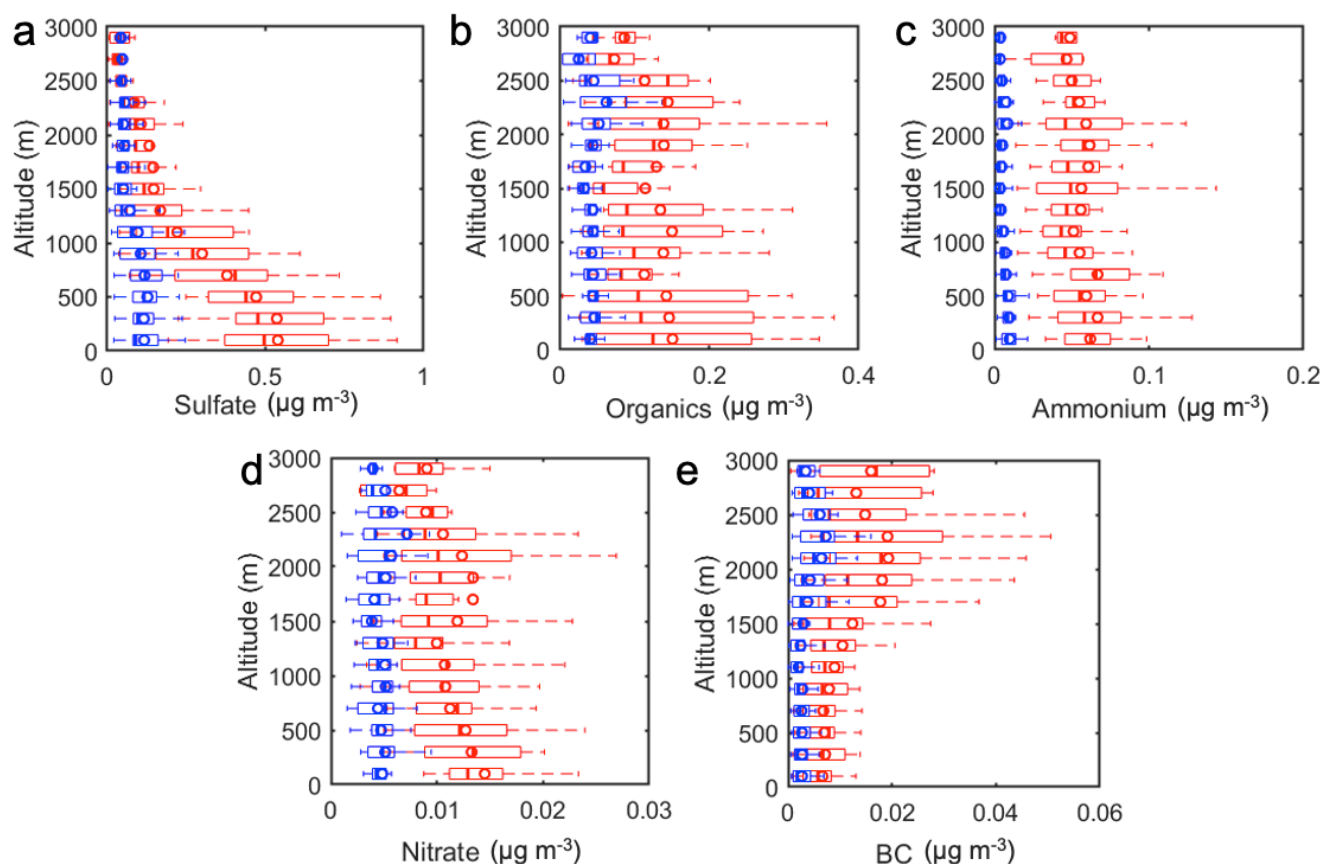 a
3000
2500
2000
1500
1000
500
0
Altitude (m)
0 0.5 1
Sulfate (µg m-3)
b
3000
2500
2000
1500
1000
500
0
Altitude (m)
0 0.2 0.4
Organics (µg m-3)
c
3000
2500
2000
1500
1000
500
0
Altitude (m)
0 0.1 0.2
Ammonium (µg m-3)
d
3000
2500
2000
1500
1000
500
0
Altitude (m)
0 0.01 0.02 0.03
Nitrate (µg m-3)
e
3000
2500
2000
1500
1000
500
0
Altitude (m)
0 0.02 0.04 0.06
BC (µg m-3)